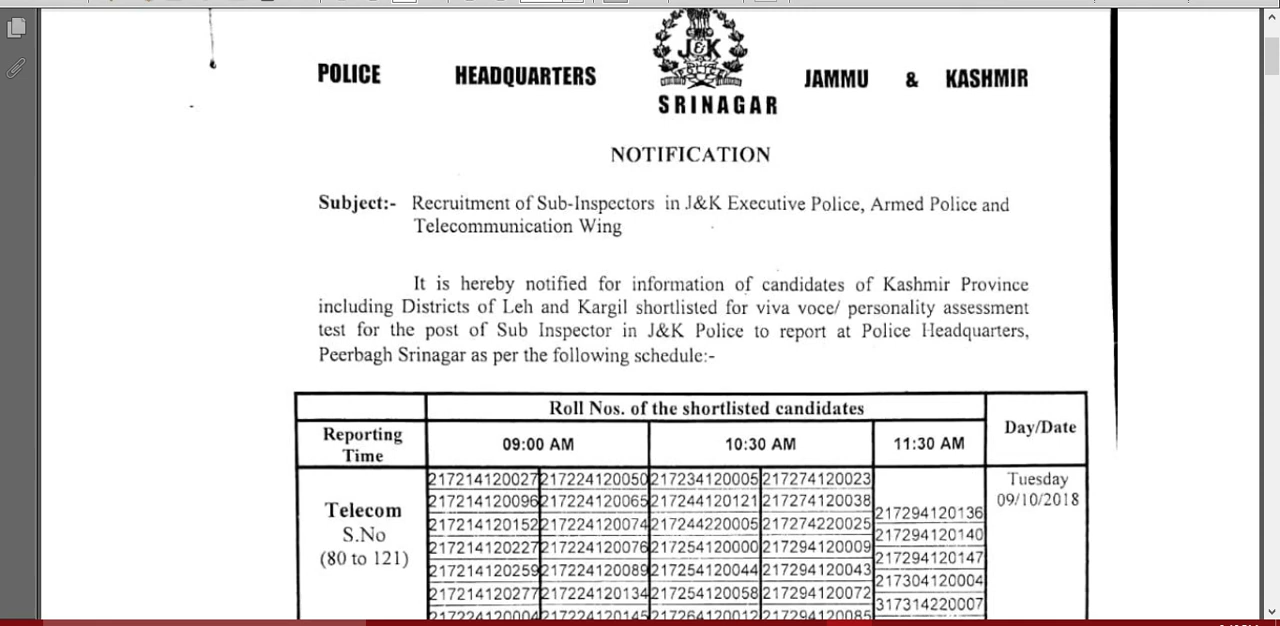 J&K
POLICE HEADQUARTERS JAMMU & KASHMIR
SRINAGAR
NOTIFICATION
Subject:- Recruitment of Sub-Inspectors in J&K Executive Police, Armed Police and
Telecommunication Wing
It is hereby notified for information of candidates of Kashmir Province
including Districts of Leh and Kargil shortlisted for viva voce/ personality assessment
test for the post of Sub Inspector in J&K Police to report at Police Headquarters,
Peerbagh Srinagar as per the following schedule:-
Roll Nos. of the shortlisted candidates
Day/Date
Reporting
Time
09:00 AM 10:30 AM 11:30 AM
Telecom
S.No
(80 to 121)
217214120027 217224120050 217234120005 217274120023
217214120096 217224120065 217244120121 217274120038
217214120152 217224120074 217244220005 217274220025
217214120227 217224120076 217254120000 217294120009
217214120259 217224120089 217254120044 217294120043
217214120277 217224120134 217254120058 217294120072
217224120004 217224120145 217264120012 217294120085
217294120136
217294120140
217294120147
217304120004
317314220007
Tuesday
09/10/2018